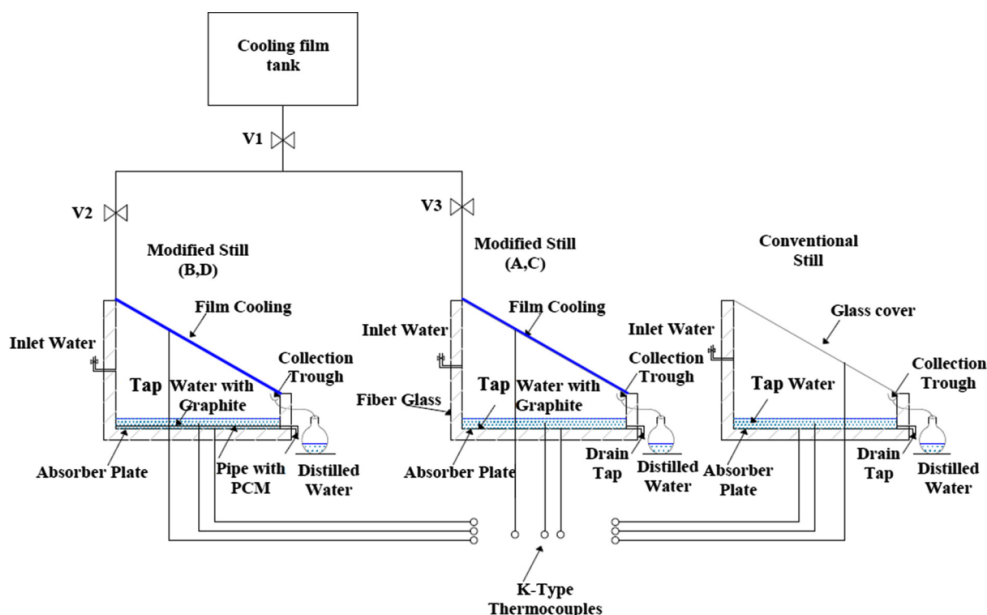 Cooling film
tank
V1
V2
V3
Modified Still
(B,D)
Modified Still
(A,C)
Conventional
Still
Film Cooling
Film Cooling
Glass cover
Inlet Water
Inlet Water
Inlet Water
Collection
Trough
Collection
Trough
Collection
Trough
Tap Water with
Graphite
Tap Water with
Graphite
Tap Water
Fiber Glass
Absorber Plate
Pipe with
PCM
Distilled
Water
Absorber Plate
Drain
Tap
Distilled
Water
Absorber
Plate
Drain
Tap
Distilled
Water
K-Type
Thermocouples